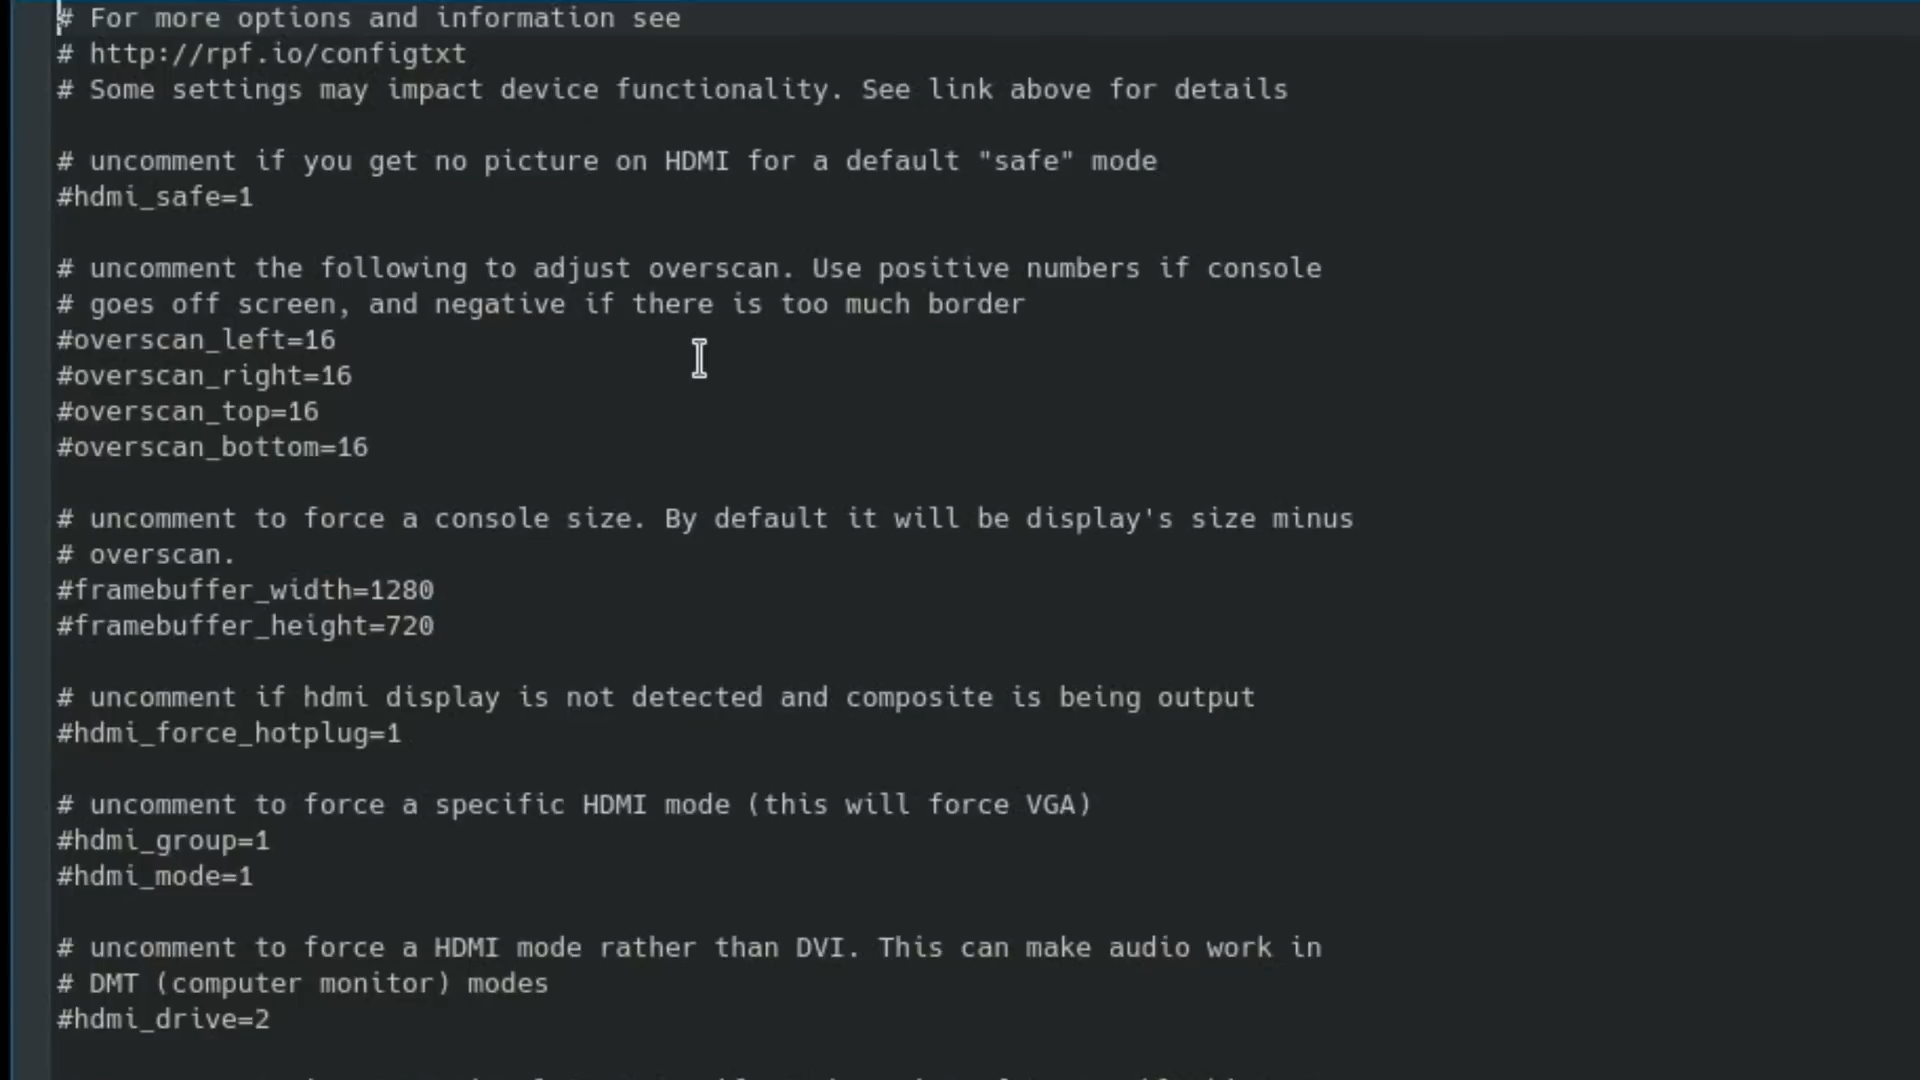 # For more options and information see
# http://rpf.io/configtxt
# Some settings may impact device functionality. See link above for details
# uncomment if you get no picture on HDMI for a default "safe" mode
#hdmi_safe=1
# uncomment the following to adjust overscan. Use positive numbers if console
# goes off screen, and negative if there is too much border
#overscan_left=16
#overscan_right=16
#overscan_top=16
#overscan_bottom=16
# uncomment to force a console size. By default it will be display's size minus
# overscan.
#framebuffer_width=1280
#framebuffer_height=720
# uncomment if hdmi display is not detected and composite is being output
#hdmi_force_hotplug=1
# uncomment to force a specific HDMI mode (this will force VGA)
#hdmi_group=1
#hdmi_mode=1
# uncomment to force a HDMI mode rather than DVI. This can make audio work in
# DMT (computer monitor) modes
#hdmi_drive=2